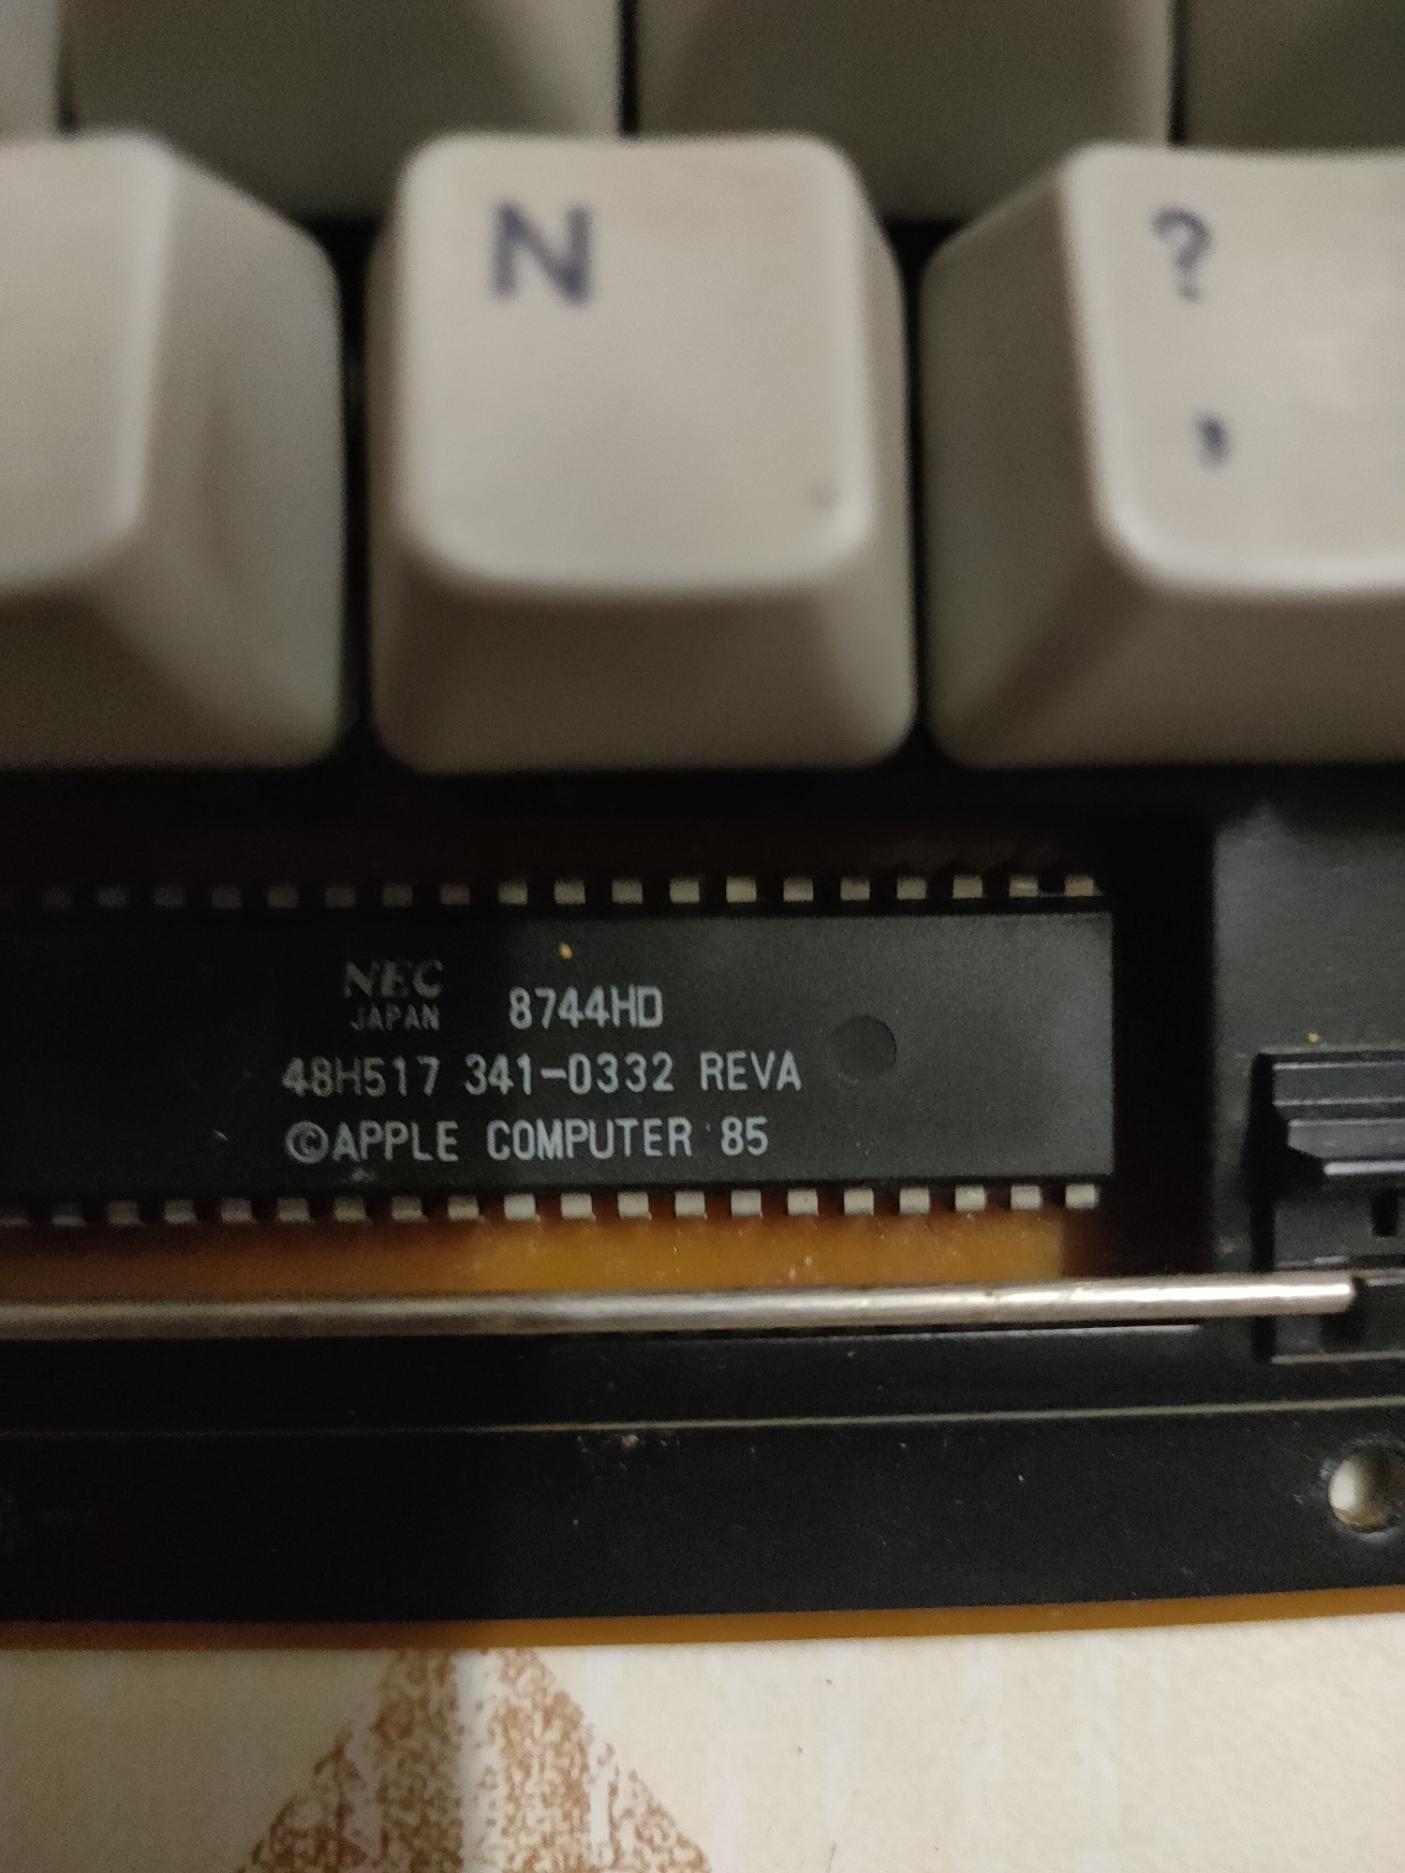 N
?
,
NEC
JAPAN 8744HD
48H517 341-0332 REVA
©APPLE COMPUTER '85